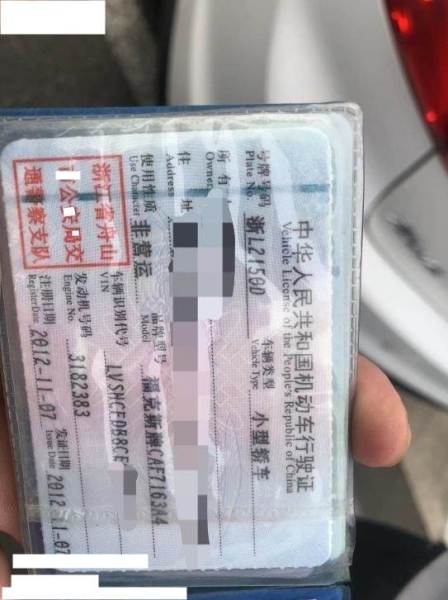 中华人民共和国机动车行驶证
Vehicle License of the People's Republic of China
号牌号码 浙L2150D 车辆类型 小型轿车
Plate No. Vehicle Type
所有人
Owner
住 址
Address
使用性质 非营运 品牌型号 福克斯牌CAF7163A4
Use Character Model
浙江省舟山
公 局交
通警察支队
车辆识别代号 LVSHCFDB8CF
VIN
发动机号码 3182383
Engine No.
注册日期 2012-11-07 发证日期 2012-11-07
Register Date Issue Date